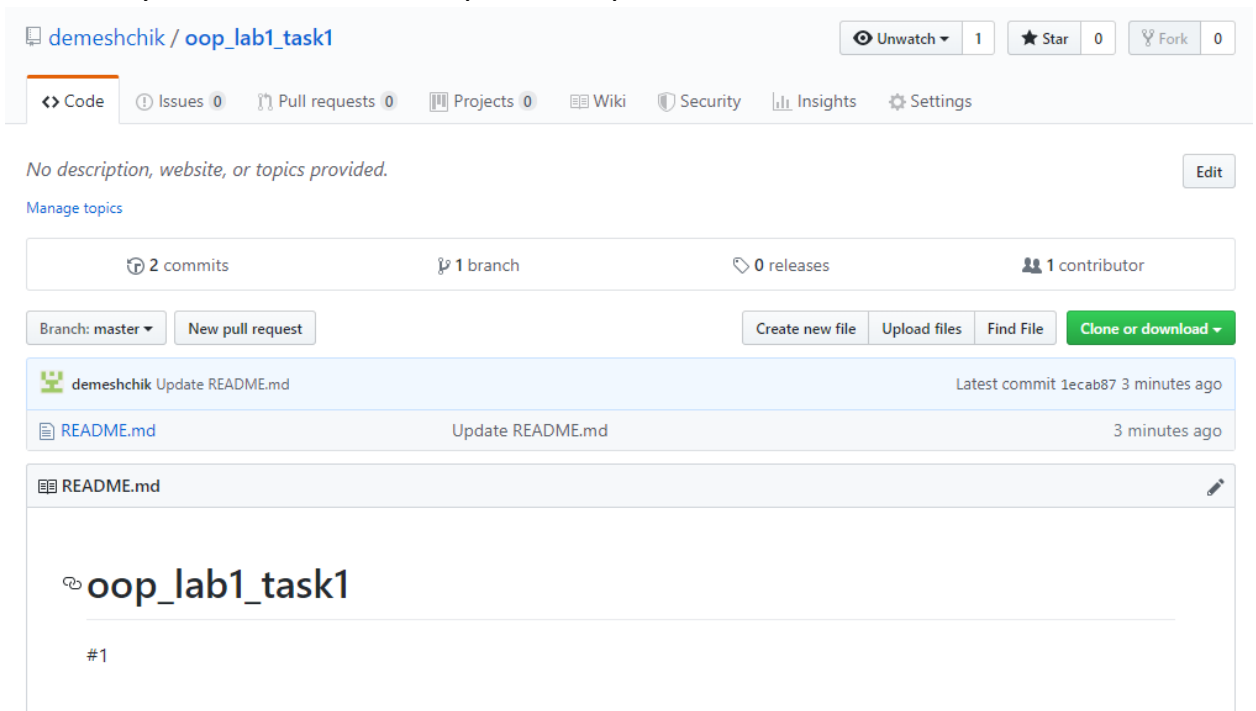 demeshchik / oop_lab1_task1
Unwatch 1 Star 0 Fork 0
Code Issues 0 Pull requests 0 Projects 0 Wiki Security Insights Settings
No description, website, or topics provided.
Edit
Manage topics
2 commits 1 branch 0 releases 1 contributor
Branch: master New pull request Create new file Upload files Find File Clone or download
demeshchik Update README.md Latest commit 1ecab87 3 minutes ago
README.md Update README.md 3 minutes ago
README.md
oop_lab1_task1
#1